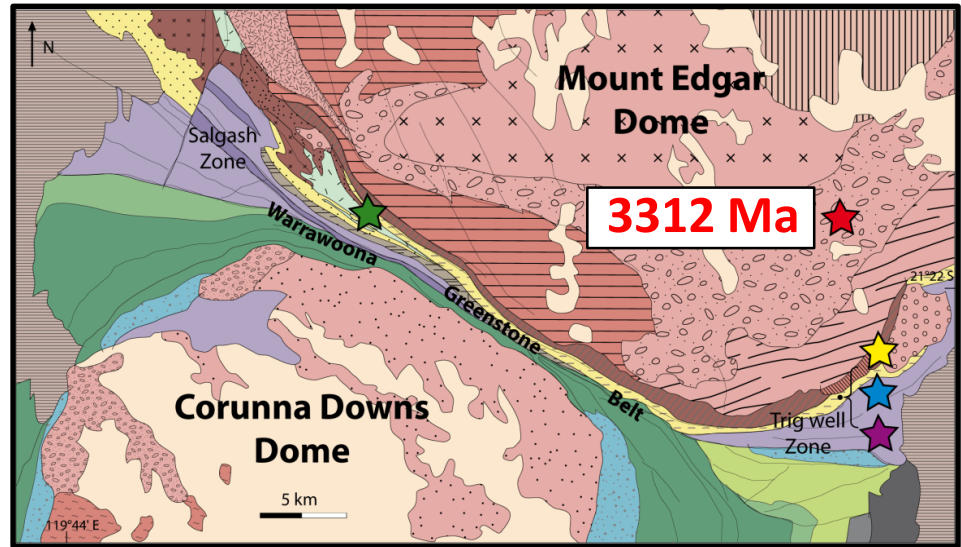 N
Mount Edgar
Dome
Salgash
Zone
3312 Ma
Warrawoona
Greenstone
Belt
21°22 S
Corunna Downs
Dome
Trig well
Zone
5 km
119°44' E